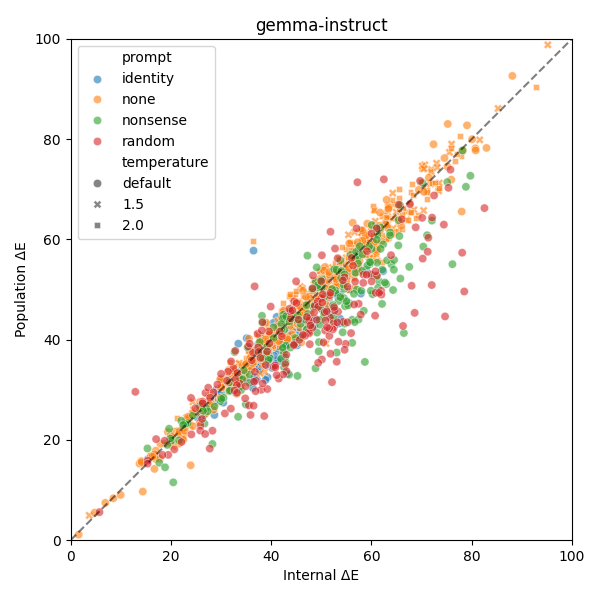 gemma-instruct
100
80
60
40
20
0
Population ΔE
prompt
identity
none
nonsense
random
temperature
default
1.5
2.0
0 20 40 60 80 100
Internal ΔE